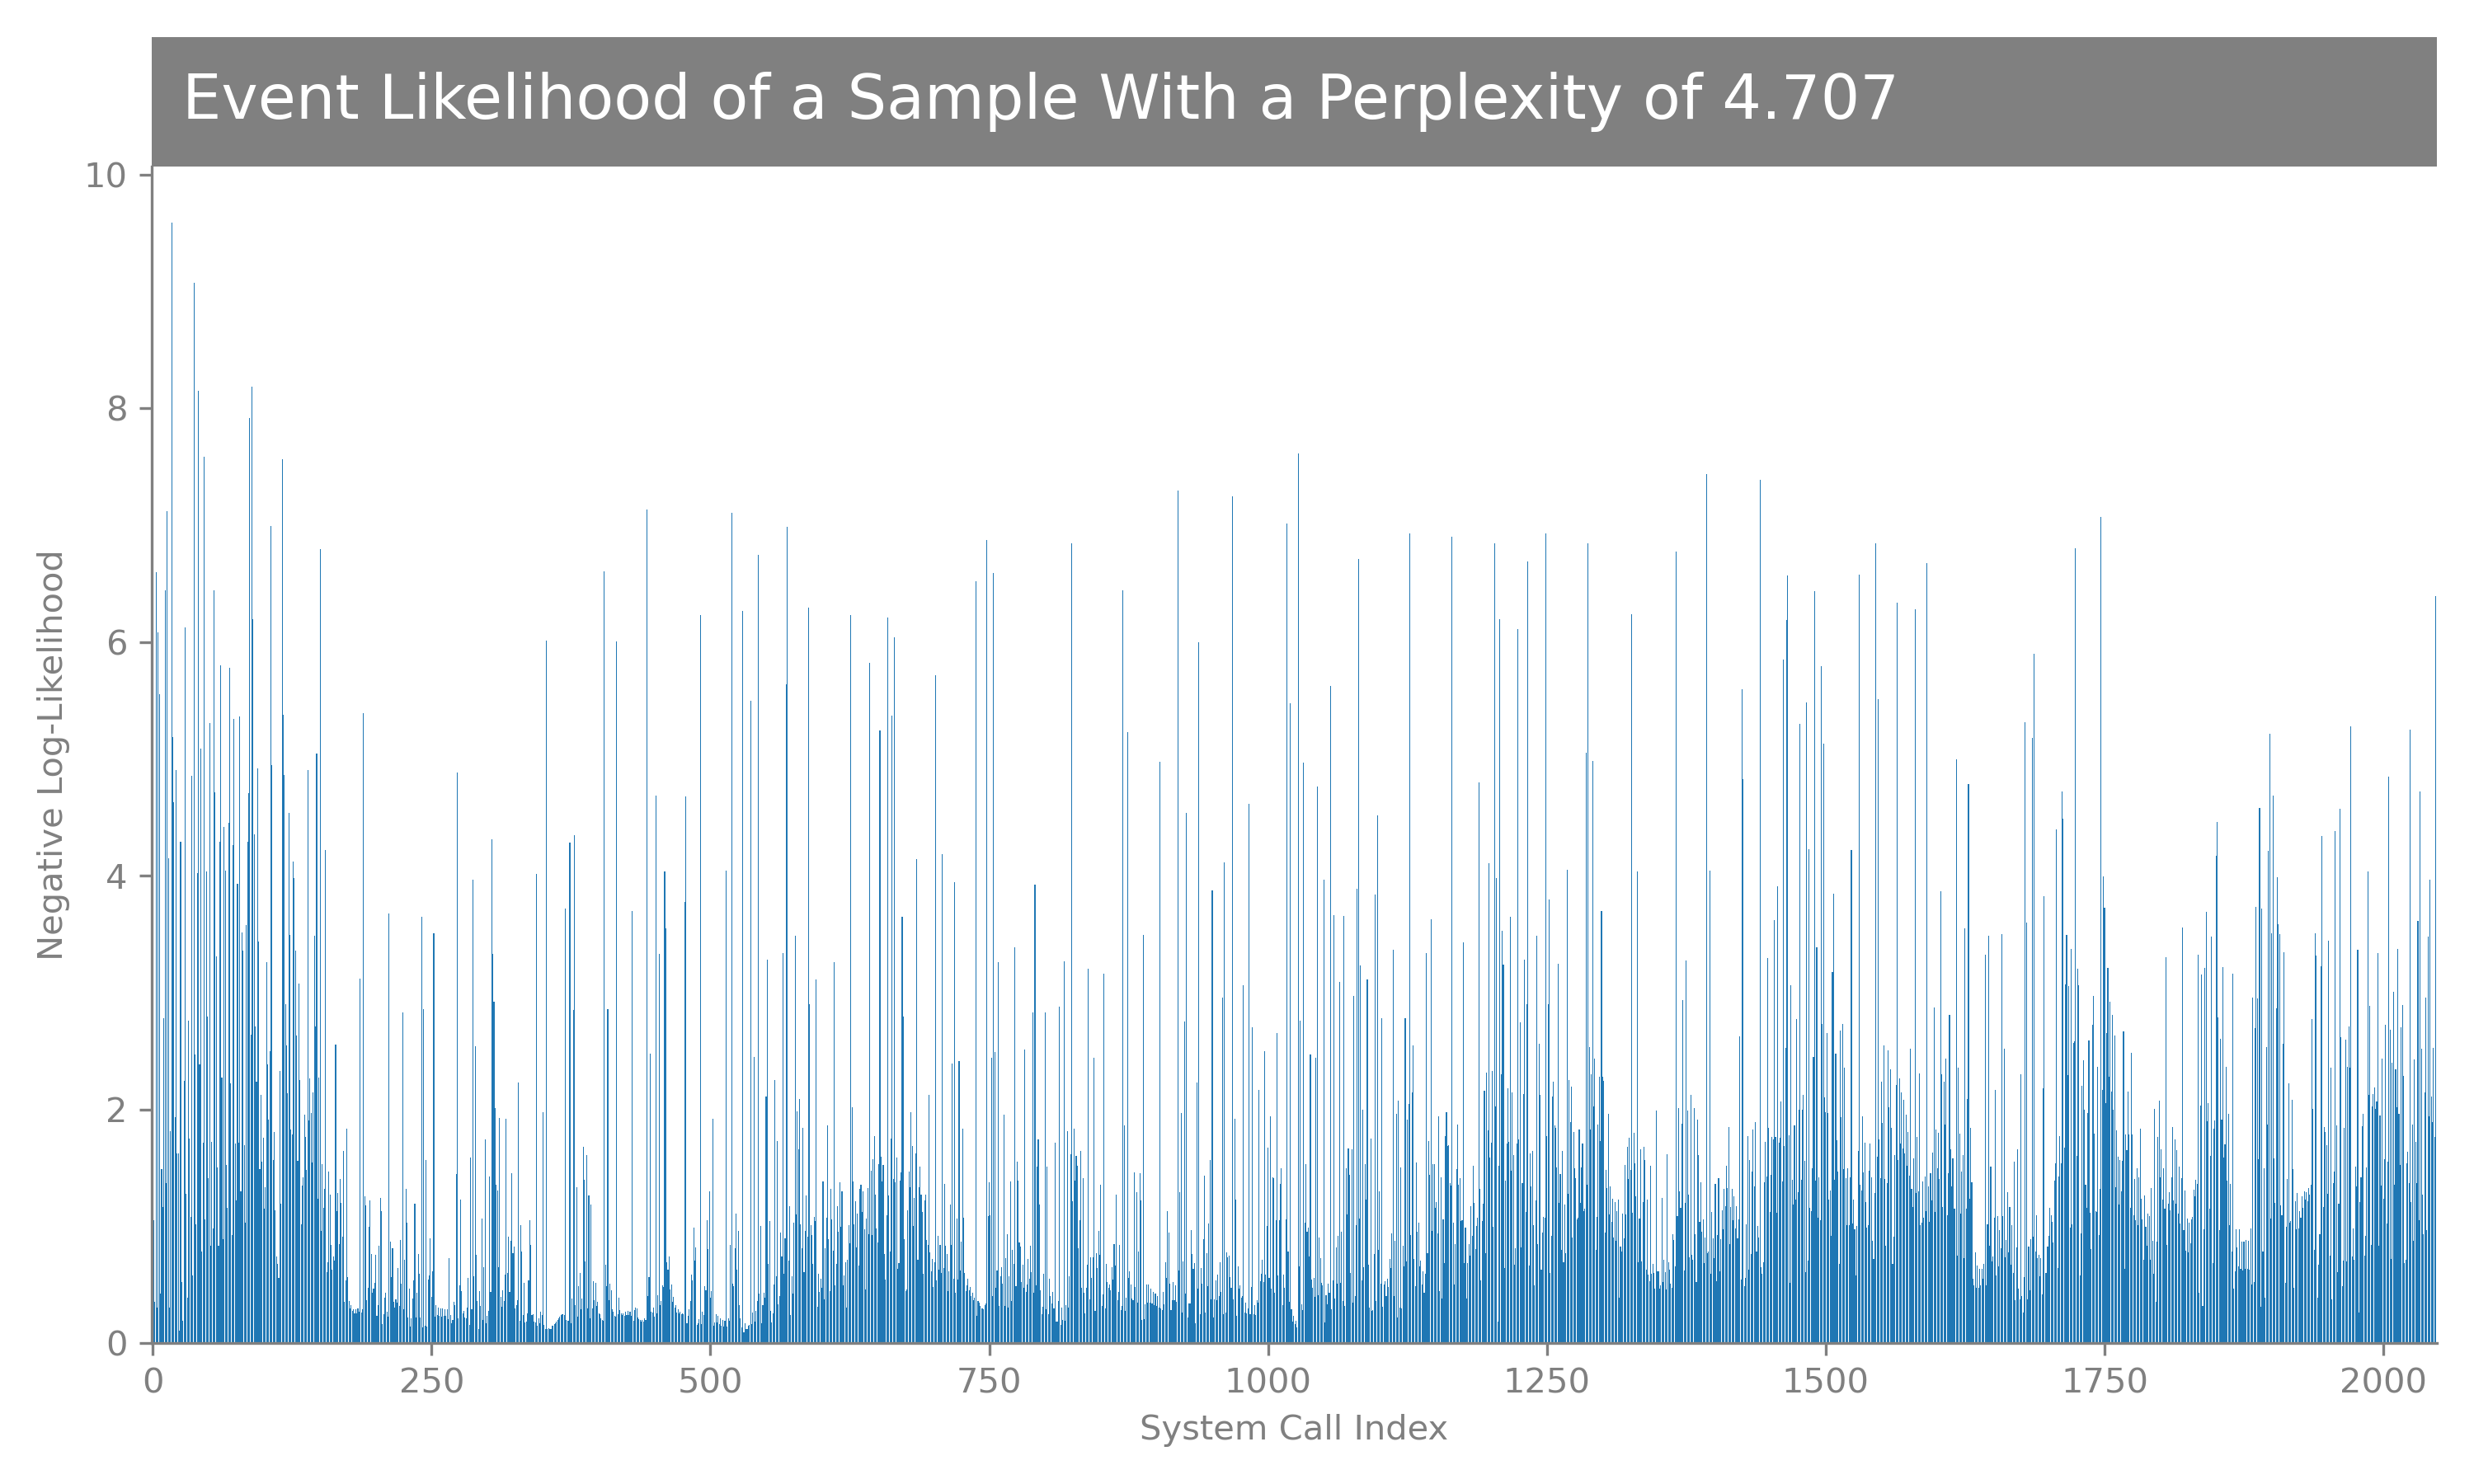 Event Likelihood of a Sample With a Perplexity of 4.707
10
8
6
4
2
0
Negative Log-Likelihood
0 250 500 750 1000 1250 1500 1750 2000
System Call Index